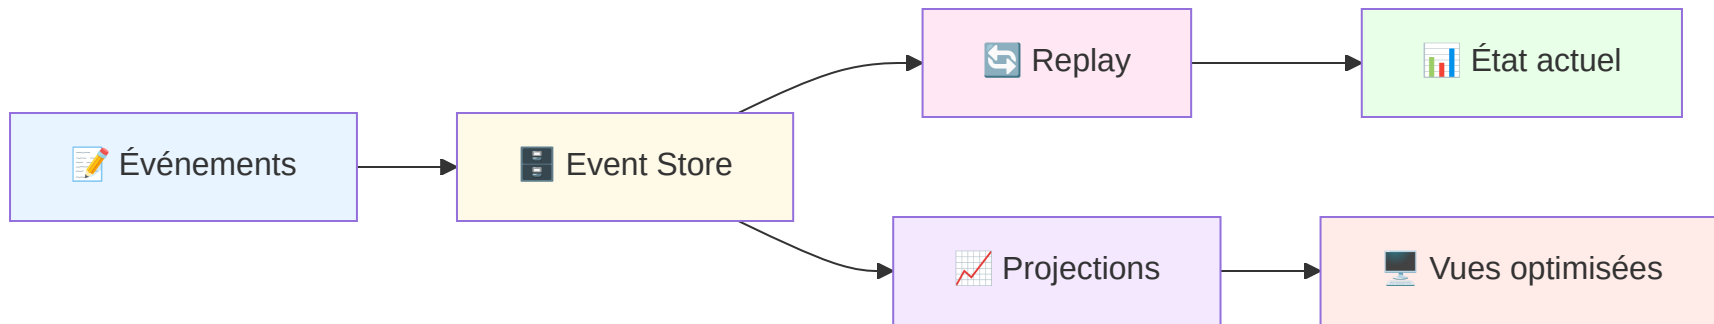 📝 Événements
🗄️ Event Store
🔄 Replay
📊 État actuel
📈 Projections
🖥️ Vues optimisées